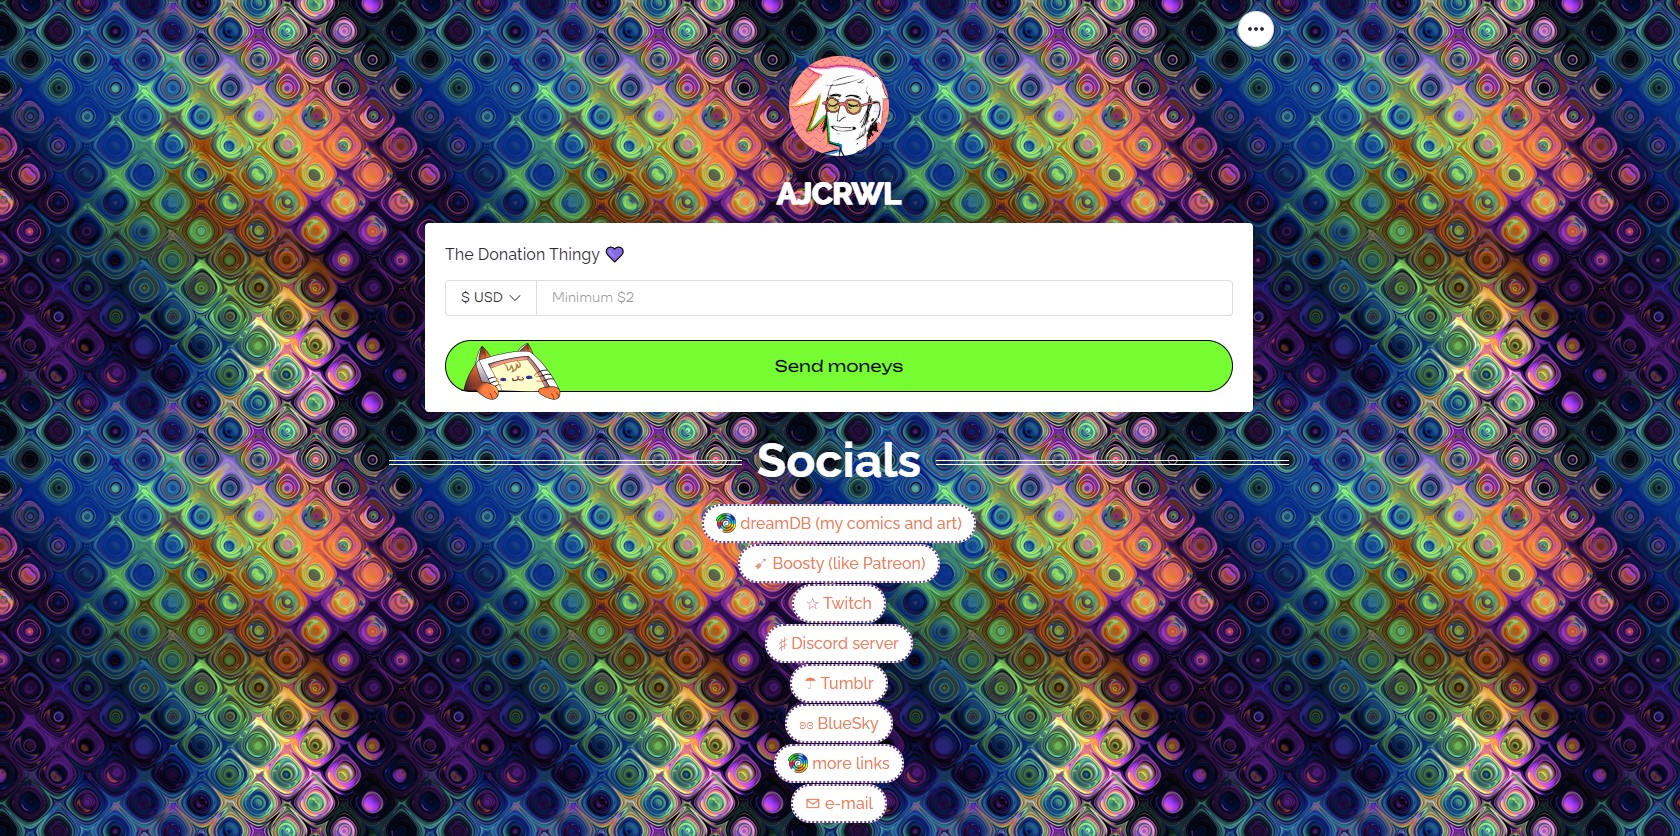 AJCRWL
The Donation Thingy 💜
$ USD Minimum $2
Send moneys
Socials
dreamDB (my comics and art)
➶ Boosty (like Patreon)
☆ Twitch
♯ Discord server
☂ Tumblr
BlueSky
more links
e-mail